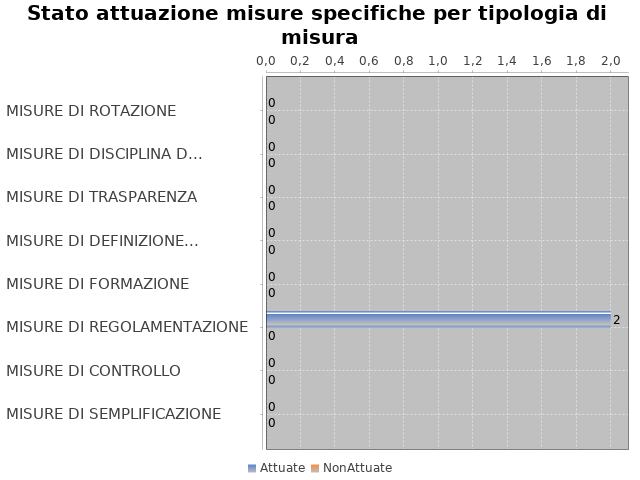 Stato attuazione misure specifiche per tipologia di
misura
0,0 0,2 0,4 0,6 0,8 1,0 1,2 1,4 1,6 1,8 2,0
MISURE DI ROTAZIONE 0
0
MISURE DI DISCIPLINA D... 0
0
MISURE DI TRASPARENZA 0
0
MISURE DI DEFINIZIONE... 0
0
MISURE DI FORMAZIONE 0
0
MISURE DI REGOLAMENTAZIONE 2
0
MISURE DI CONTROLLO 0
0
MISURE DI SEMPLIFICAZIONE 0
0
Attuate NonAttuate